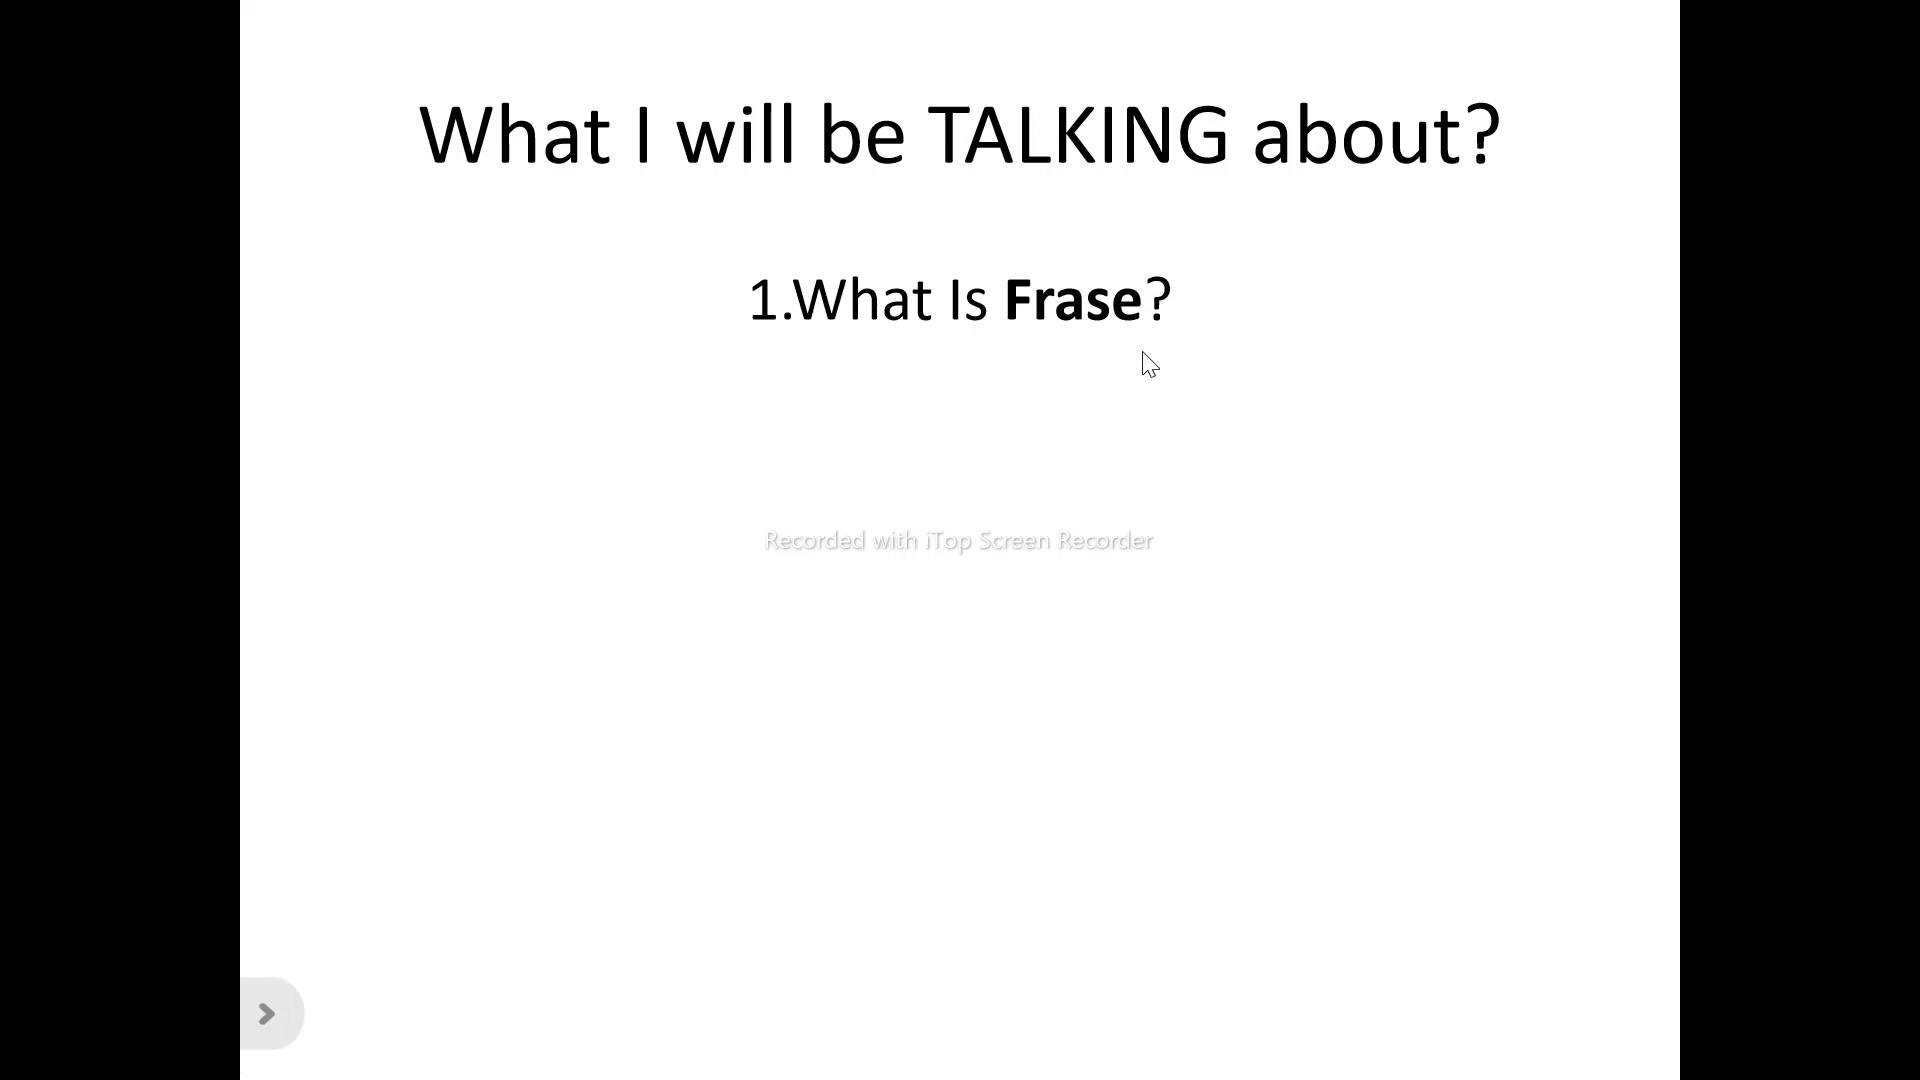 What I will be TALKING about?
1.What Is Frase?
Recorded with iTop Screen Recorder